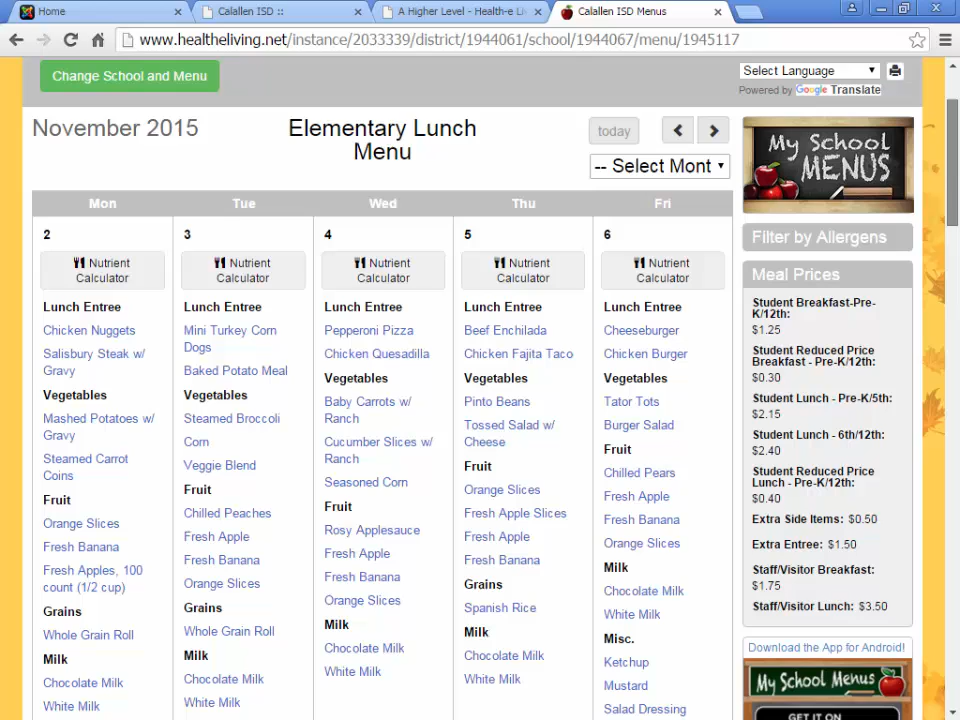 Home
Calallen ISD ::
A Higher Level - Health-e Li
Calallen ISD Menus
www.healtheliving.net/instance/2033339/district/1944061/school/1944067/menu/1945117
Change School and Menu
Select Language
Powered by Google Translate
November 2015
Elementary Lunch
Menu
today
-- Select Mont
Mon
Tue
Wed
Thu
Fri
2
Nutrient
Calculator
Lunch Entree
Chicken Nuggets
Salisbury Steak w/
Gravy
Vegetables
Mashed Potatoes w/
Gravy
Steamed Carrot
Coins
Fruit
Orange Slices
Fresh Banana
Fresh Apples, 100
count (1/2 cup)
Grains
Whole Grain Roll
Milk
Chocolate Milk
White Milk
3
Nutrient
Calculator
Lunch Entree
Mini Turkey Corn
Dogs
Baked Potato Meal
Vegetables
Steamed Broccoli
Corn
Veggie Blend
Fruit
Chilled Peaches
Fresh Apple
Fresh Banana
Orange Slices
Grains
Whole Grain Roll
Milk
Chocolate Milk
White Milk
4
Nutrient
Calculator
Lunch Entree
Pepperoni Pizza
Chicken Quesadilla
Vegetables
Baby Carrots w/
Ranch
Cucumber Slices w/
Ranch
Seasoned Corn
Fruit
Rosy Applesauce
Fresh Apple
Fresh Banana
Orange Slices
Milk
Chocolate Milk
White Milk
5
Nutrient
Calculator
Lunch Entree
Beef Enchilada
Chicken Fajita Taco
Vegetables
Pinto Beans
Tossed Salad w/
Cheese
Fruit
Orange Slices
Fresh Apple Slices
Fresh Apple
Fresh Banana
Grains
Spanish Rice
Milk
Chocolate Milk
White Milk
6
Nutrient
Calculator
Lunch Entree
Cheeseburger
Chicken Burger
Vegetables
Tator Tots
Burger Salad
Fruit
Chilled Pears
Fresh Apple
Fresh Banana
Orange Slices
Milk
Chocolate Milk
White Milk
Misc.
Ketchup
Mustard
Salad Dressing
My School
MENUS
Filter by Allergens
Meal Prices
Student Breakfast-Pre-
K/12th:
$1.25
Student Reduced Price
Breakfast - Pre-K/12th:
$0.30
Student Lunch - Pre-K/5th:
$2.15
Student Lunch - 6th/12th:
$2.40
Student Reduced Price
Lunch - Pre-K/12th:
$0.40
Extra Side Items: $0.50
Extra Entree: $1.50
Staff/Visitor Breakfast:
$1.75
Staff/Visitor Lunch: $3.50
Download the App for Android!
My School Menus
GET IT ON